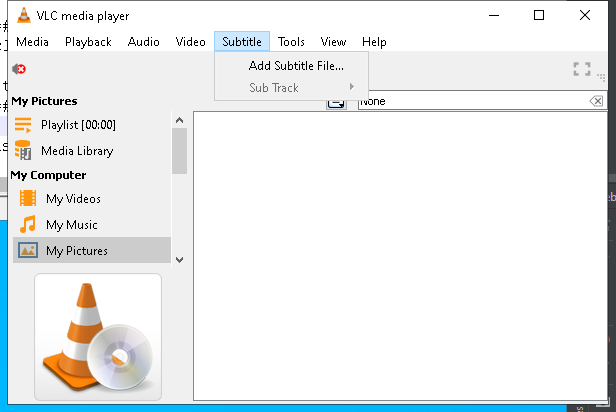 VLC media player
Media Playback Audio Video Subtitle Tools View Help
Add Subtitle File...
Sub Track
My Pictures
None
Playlist [00:00]
Media Library
My Computer
My Videos
My Music
My Pictures